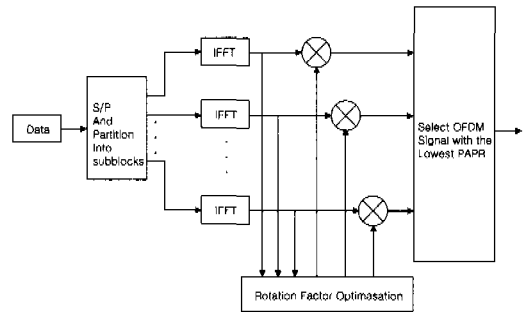 Data
S/P
And
Partition
Into
subblocks
IFFT
IFFT
IFFT
Select OFDM
Signal with the
Lowest PAPR
Rotation Factor Optimasation